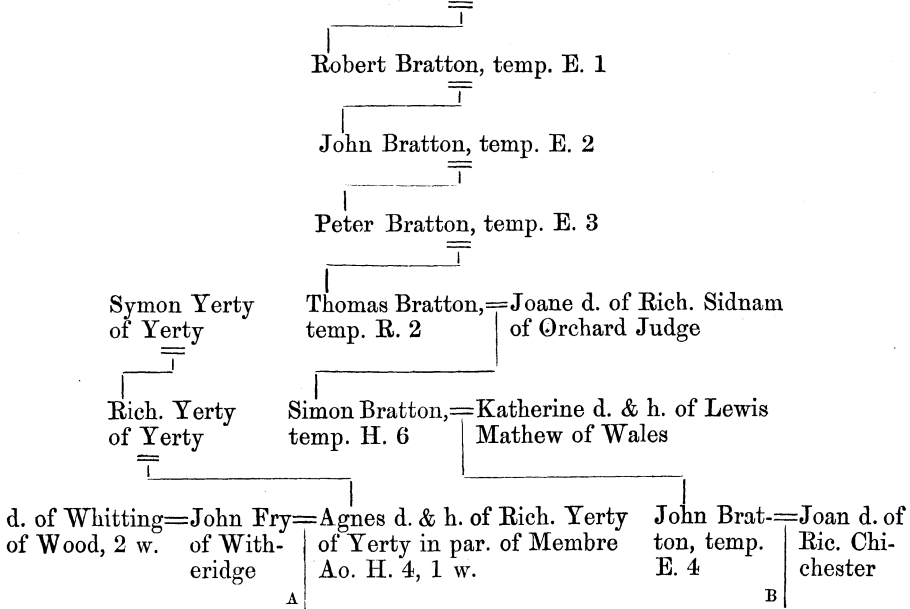 Robert Bratton, temp. E. 1
John Bratton, temp. E. 2
Peter Bratton, temp. E. 3
Symon Yerty
of Yerty
Thomas Bratton,=Joane d. of Rich. Sidnam
temp. R. 2
of Orchard Judge
Rich. Yerty
of Yerty
Simon Bratton,=Katherine d. & h. of Lewis
temp. H. 6
Mathew of Wales
d. of Whitting=John Fry=Agnes d. & h. of Rich. Yerty
of Wood, 2 w.
of With-
eridge
of Yerty in par. of Membre
Ao. H. 4, 1 w.
A
John Brat-=Joan d. of
ton, temp.
E. 4
Ric. Chi-
chester
B